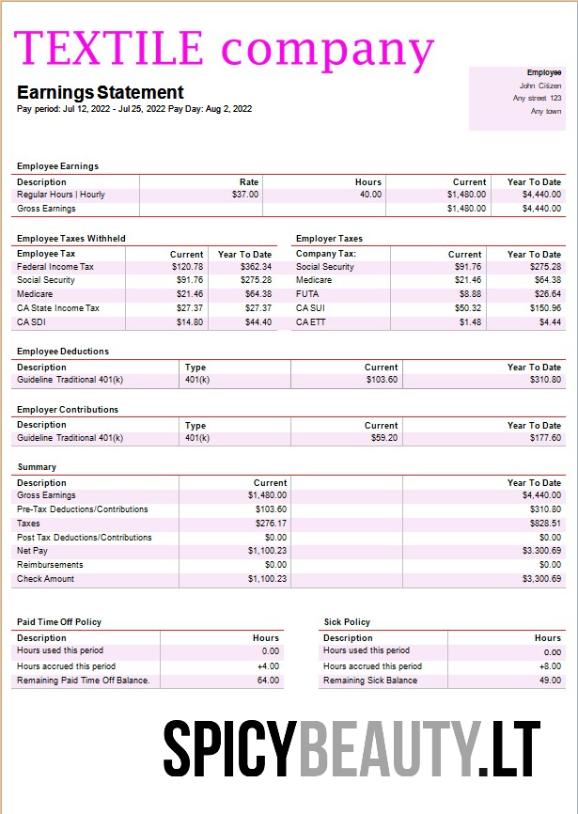 TEXTILE company
Earnings Statement
Pay period: Jul 12, 2022 - Jul 25, 2022 Pay Day: Aug 2, 2022
Employee
John Citizen
Any street 123
Any town
Employee Earnings
Description Rate Hours Current Year To Date
Regular Hours | Hourly $37.00 40.00 $1,480.00 $4,440.00
Gross Earnings $1,480.00 $4,440.00
Employee Taxes Withheld
Employee Tax Current Year To Date
Federal Income Tax $120.78 $362.34
Social Security $91.76 $275.28
Medicare $21.46 $64.38
CA State Income Tax $27.37 $27.37
CA SDI $14.80 $44.40
Employer Taxes
Company Tax: Current Year To Date
Social Security $91.76 $275.28
Medicare $21.46 $64.38
FUTA $8.88 $26.64
CA SUI $50.32 $150.96
CA ETT $1.48 $4.44
Employee Deductions
Description Type Current Year To Date
Guideline Traditional 401(k) 401(k) $103.60 $310.80
Employer Contributions
Description Type Current Year To Date
Guideline Traditional 401(k) 401(k) $59.20 $177.60
Summary
Description Current Year To Date
Gross Earnings $1,480.00 $4,440.00
Pre-Tax Deductions/Contributions $103.60 $310.80
Taxes $276.17 $828.51
Post Tax Deductions/Contributions $0.00 $0.00
Net Pay $1,100.23 $3.300.69
Reimbursements $0.00 $0.00
Check Amount $1,100.23 $3,300.69
Paid Time Off Policy
Description Hours
Hours used this period 0.00
Hours accrued this period +4.00
Remaining Paid Time Off Balance. 64.00
Sick Policy
Description Hours
Hours used this period 0.00
Hours accrued this period +8.00
Remaining Sick Balance 49.00
SPICYBEAUTY.LT